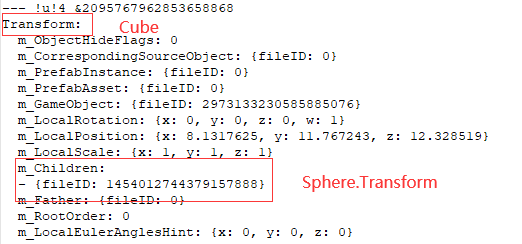 --- !u!4 &2095767962853658868
Transform: Cube
m_ObjectHideFlags: 0
m_CorrespondingSourceObject: {fileID: 0}
m_PrefabInstance: {fileID: 0}
m_PrefabAsset: {fileID: 0}
m_GameObject: {fileID: 2973133230585885076}
m_LocalRotation: {x: 0, y: 0, z: 0, w: 1}
m_LocalPosition: {x: 8.1317625, y: 11.767243, z: 12.328519}
m_LocalScale: {x: 1, y: 1, z: 1}
m_Children:
- {fileID: 1454012744379157888} Sphere.Transform
m_Father: {fileID: 0}
m_RootOrder: 0
m_LocalEulerAnglesHint: {x: 0, y: 0, z: 0}